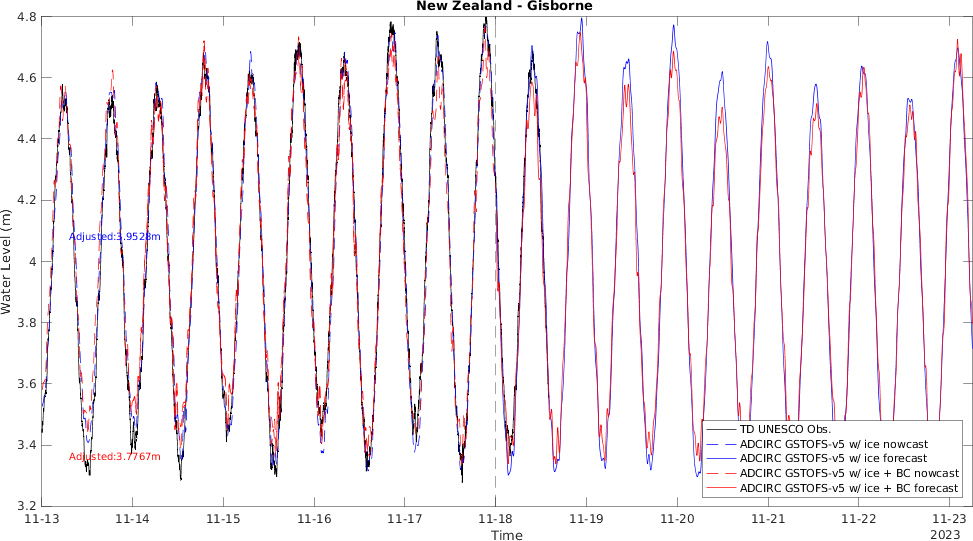 New Zealand - Gisborne
4.8
4.6
4.4
4.2
4
3.8
3.6
3.4
3.2
Water Level (m)
Adjusted:3.9528m
Adjusted:3.7767m
TD UNESCO Obs.
ADCIRC GSTOFS-v5 w/ ice nowcast
ADCIRC GSTOFS-v5 w/ ice forecast
ADCIRC GSTOFS-v5 w/ ice + BC nowcast
ADCIRC GSTOFS-v5 w/ ice + BC forecast
11-13 11-14 11-15 11-16 11-17 11-18 11-19 11-20 11-21 11-22 11-23
Time
2023